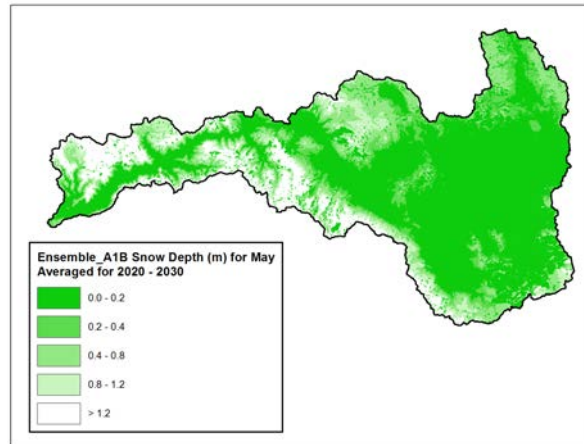 Ensemble_A1B Snow Depth (m) for May
Averaged for 2020 - 2030
0.0 - 0.2
0.2 - 0.4
0.4 - 0.8
0.8 - 1.2
> 1.2